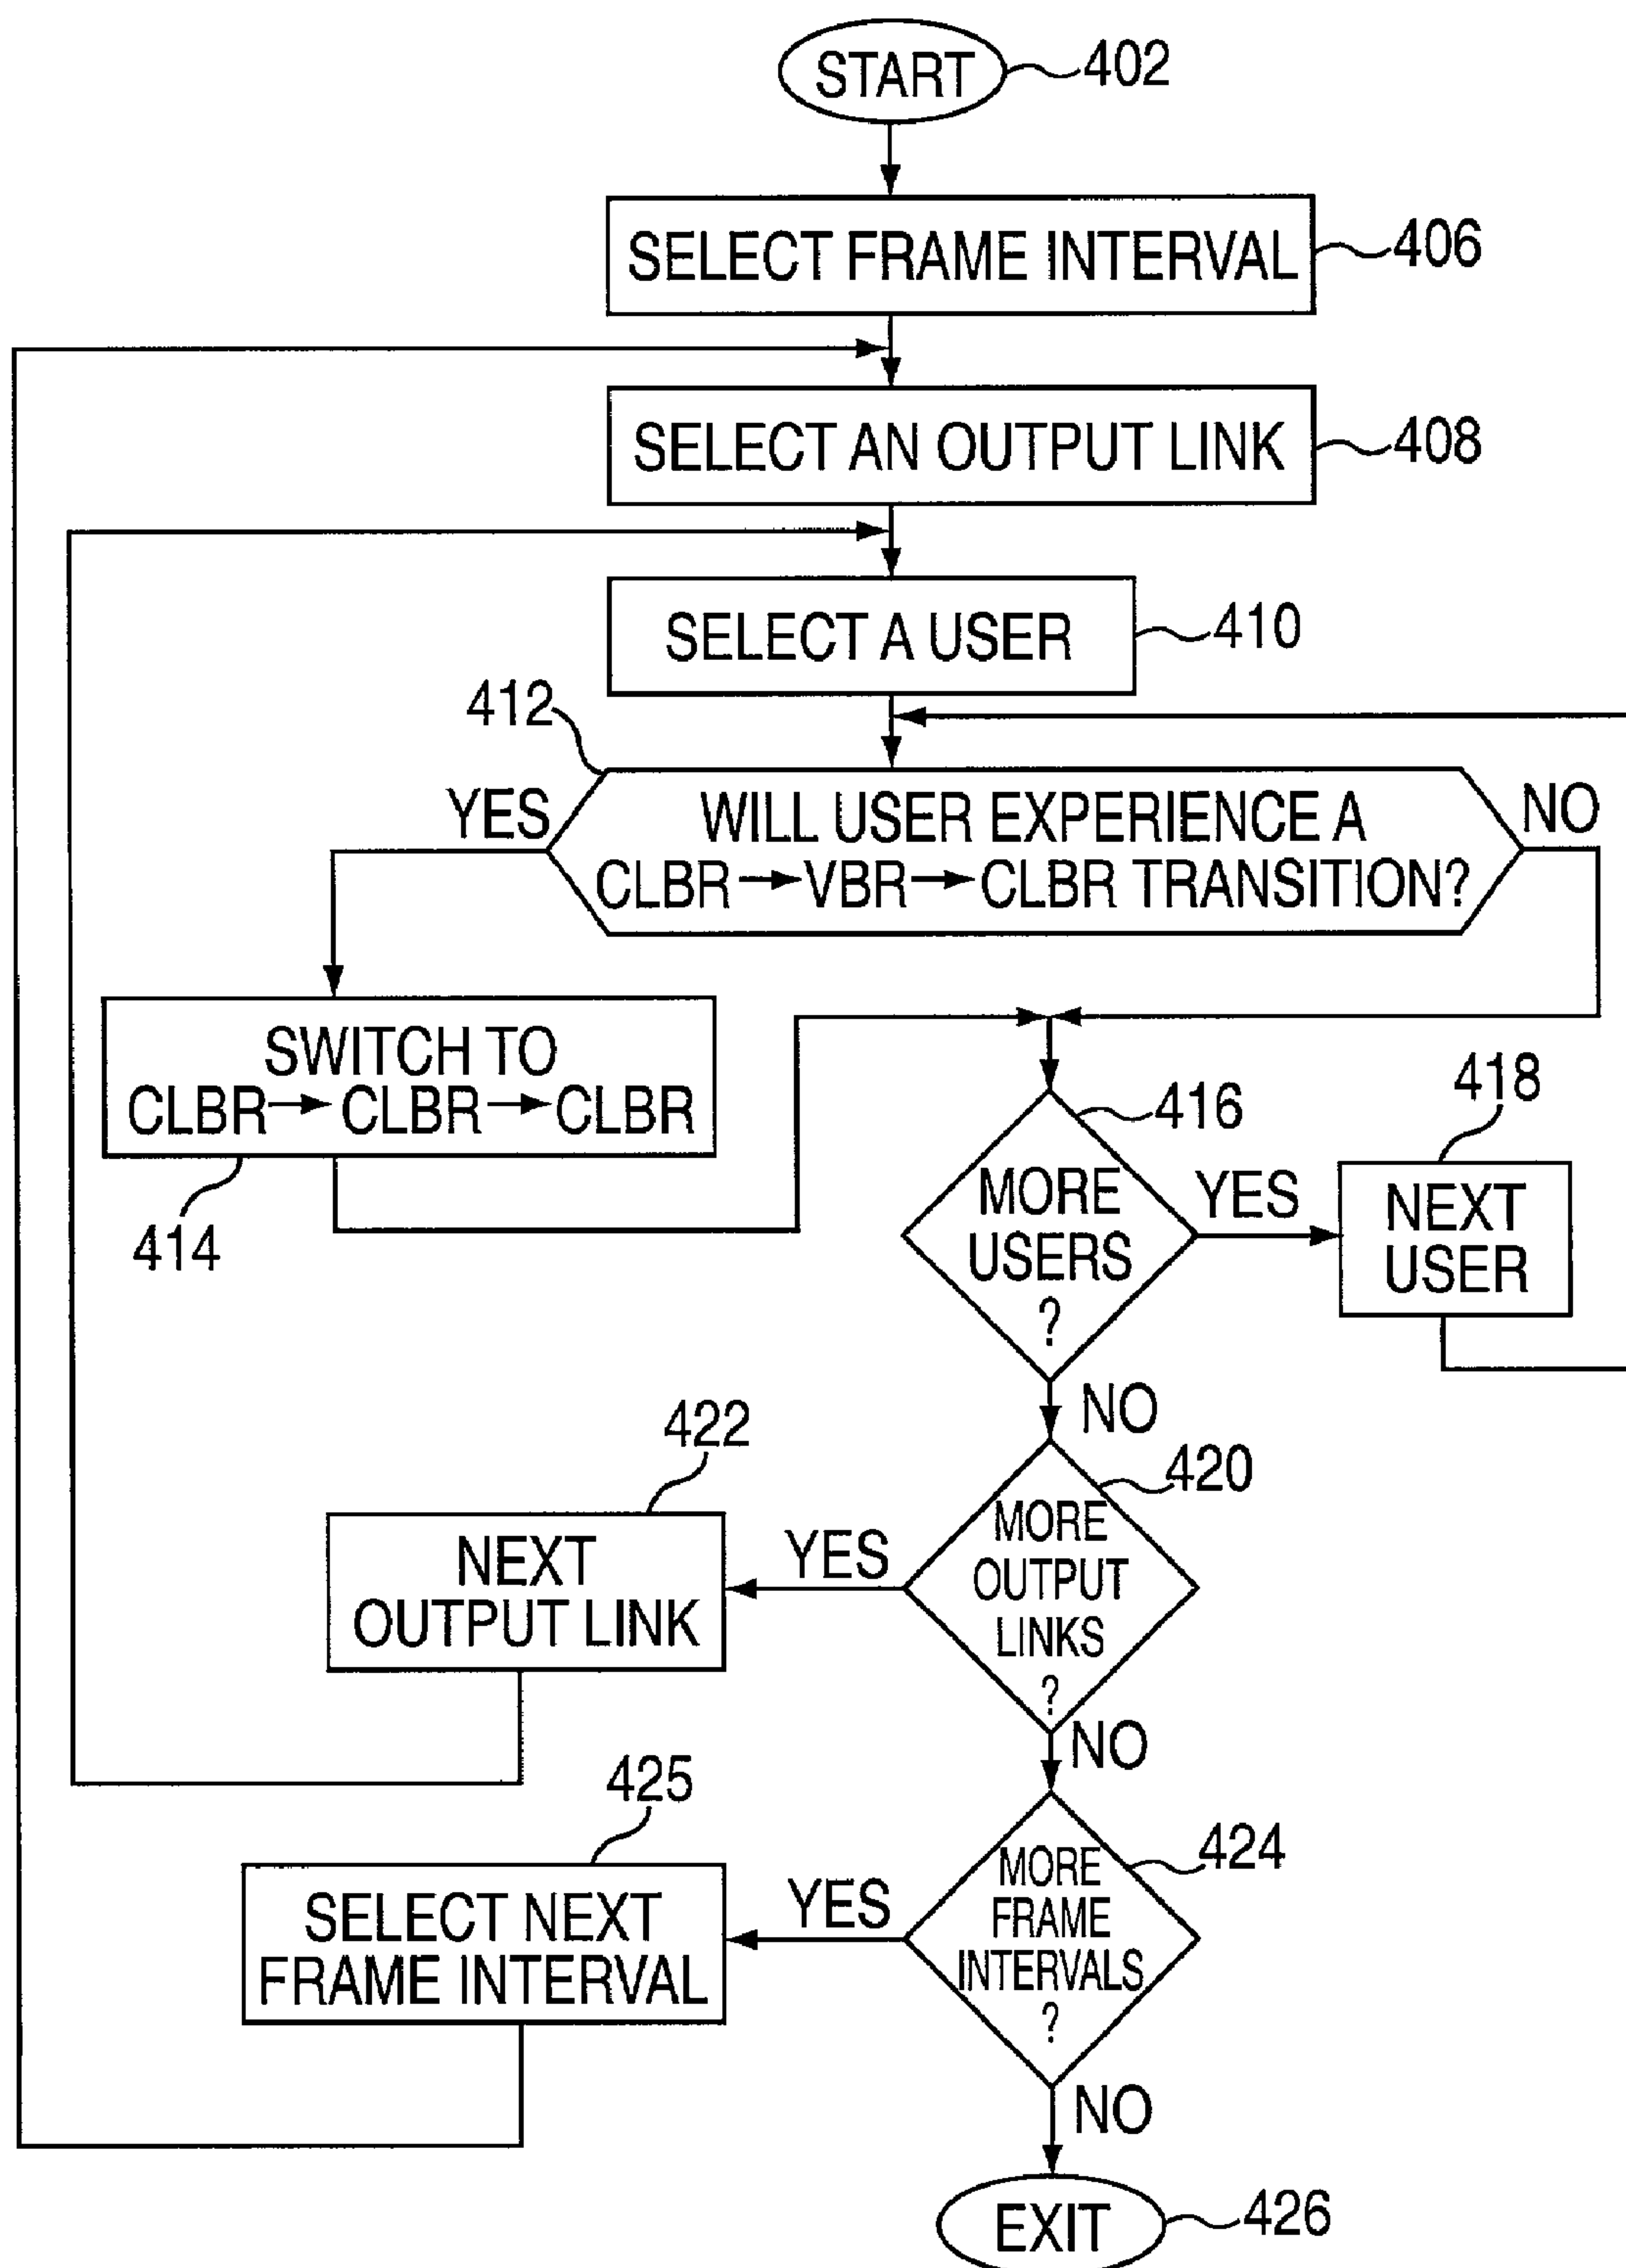 START
402
SELECT FRAME INTERVAL
406
SELECT AN OUTPUT LINK
408
SELECT A USER
410
412
YES
WILL USER EXPERIENCE A
CLBR→VBR→CLBR TRANSITION?
NO
SWITCH TO
CLBR→CLBR→CLBR
414
416
MORE
USERS
?
YES
418
NEXT
USER
NO
420
MORE
OUTPUT
LINKS
?
YES
422
NEXT
OUTPUT LINK
NO
424
MORE
FRAME
INTERVALS
?
YES
425
SELECT NEXT
FRAME INTERVAL
NO
EXIT
426